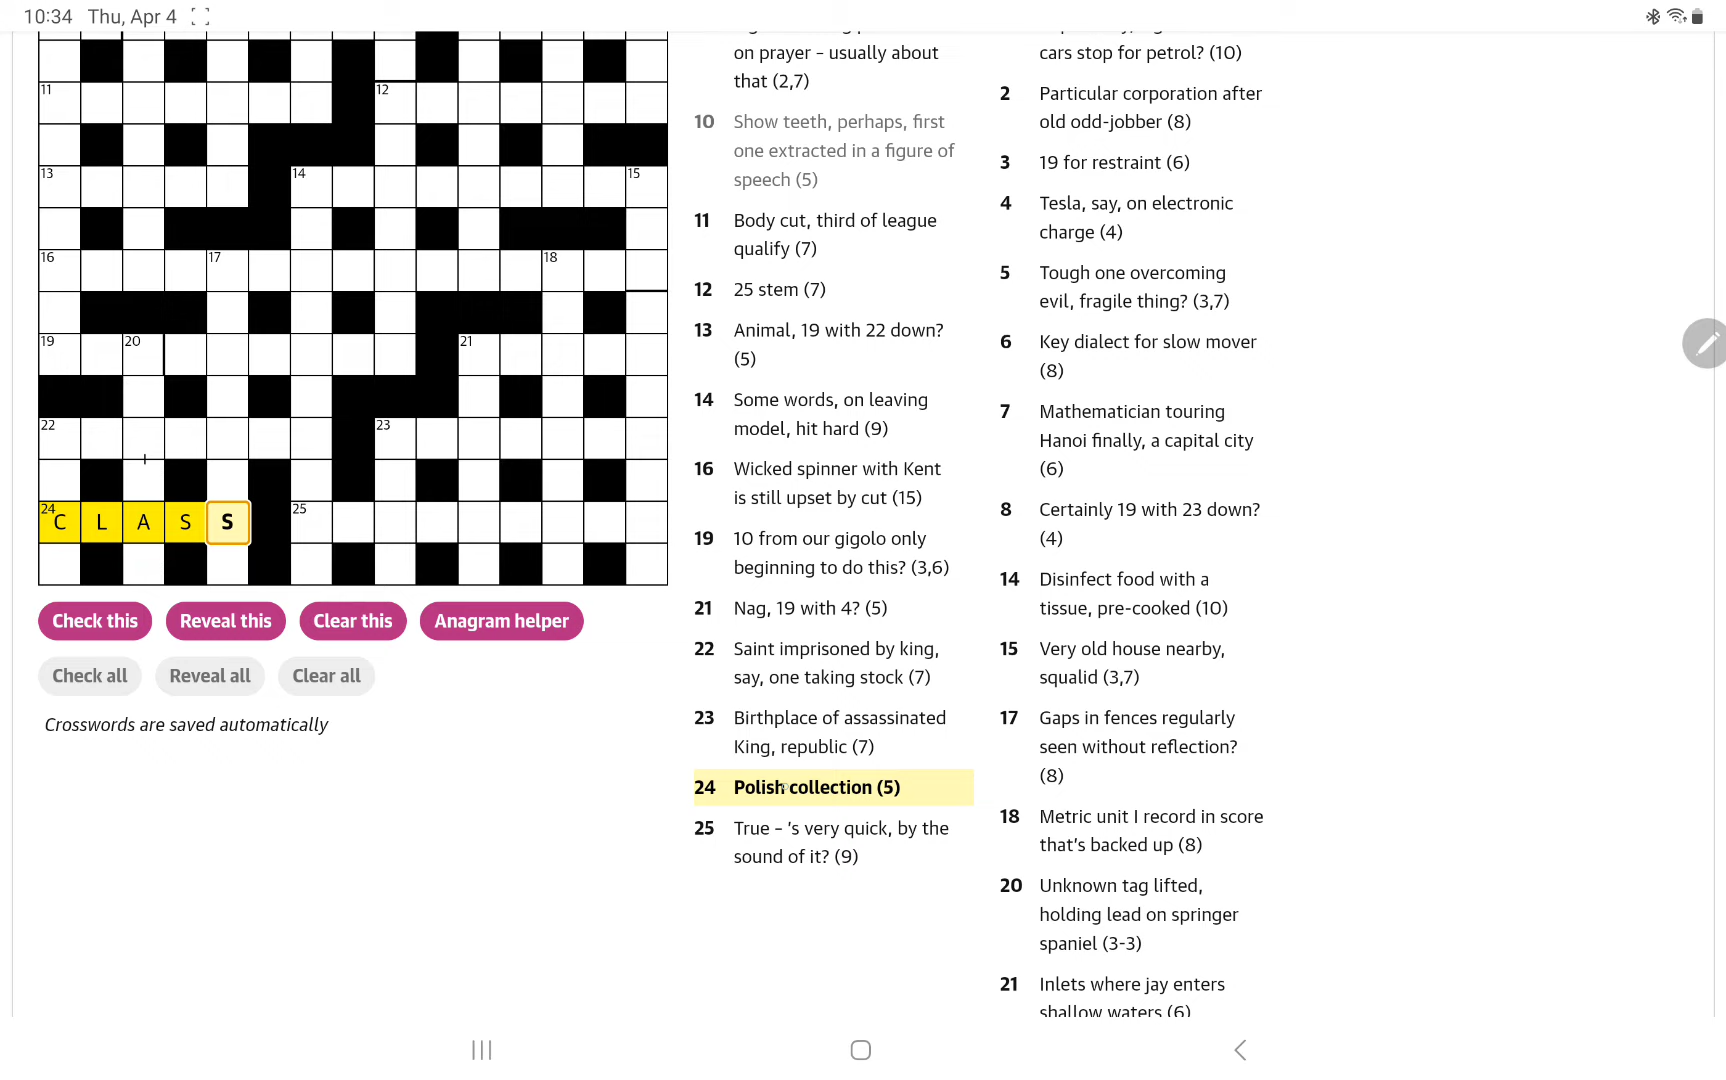 10:34 Thu, Apr 4
11
12
13
14
15
16
17
18
19
20
21
22
23
24 C L A S S
25
Check this
Reveal this
Clear this
Anagram helper
Check all
Reveal all
Clear all
Crosswords are saved automatically
on prayer – usually about
that (2,7)
10 Show teeth, perhaps, first
one extracted in a figure of
speech (5)
11 Body cut, third of league
qualify (7)
12 25 stem (7)
13 Animal, 19 with 22 down?
(5)
14 Some words, on leaving
model, hit hard (9)
16 Wicked spinner with Kent
is still upset by cut (15)
19 10 from our gigolo only
beginning to do this? (3,6)
21 Nag, 19 with 4? (5)
22 Saint imprisoned by king,
say, one taking stock (7)
23 Birthplace of assassinated
King, republic (7)
24 Polish collection (5)
25 True – ’s very quick, by the
sound of it? (9)
cars stop for petrol? (10)
2 Particular corporation after
old odd-jobber (8)
3 19 for restraint (6)
4 Tesla, say, on electronic
charge (4)
5 Tough one overcoming
evil, fragile thing? (3,7)
6 Key dialect for slow mover
(8)
7 Mathematician touring
Hanoi finally, a capital city
(6)
8 Certainly 19 with 23 down?
(4)
14 Disinfect food with a
tissue, pre-cooked (10)
15 Very old house nearby,
squalid (3,7)
17 Gaps in fences regularly
seen without reflection?
(8)
18 Metric unit I record in score
that’s backed up (8)
20 Unknown tag lifted,
holding lead on springer
spaniel (3-3)
21 Inlets where jay enters
shallow waters (6)